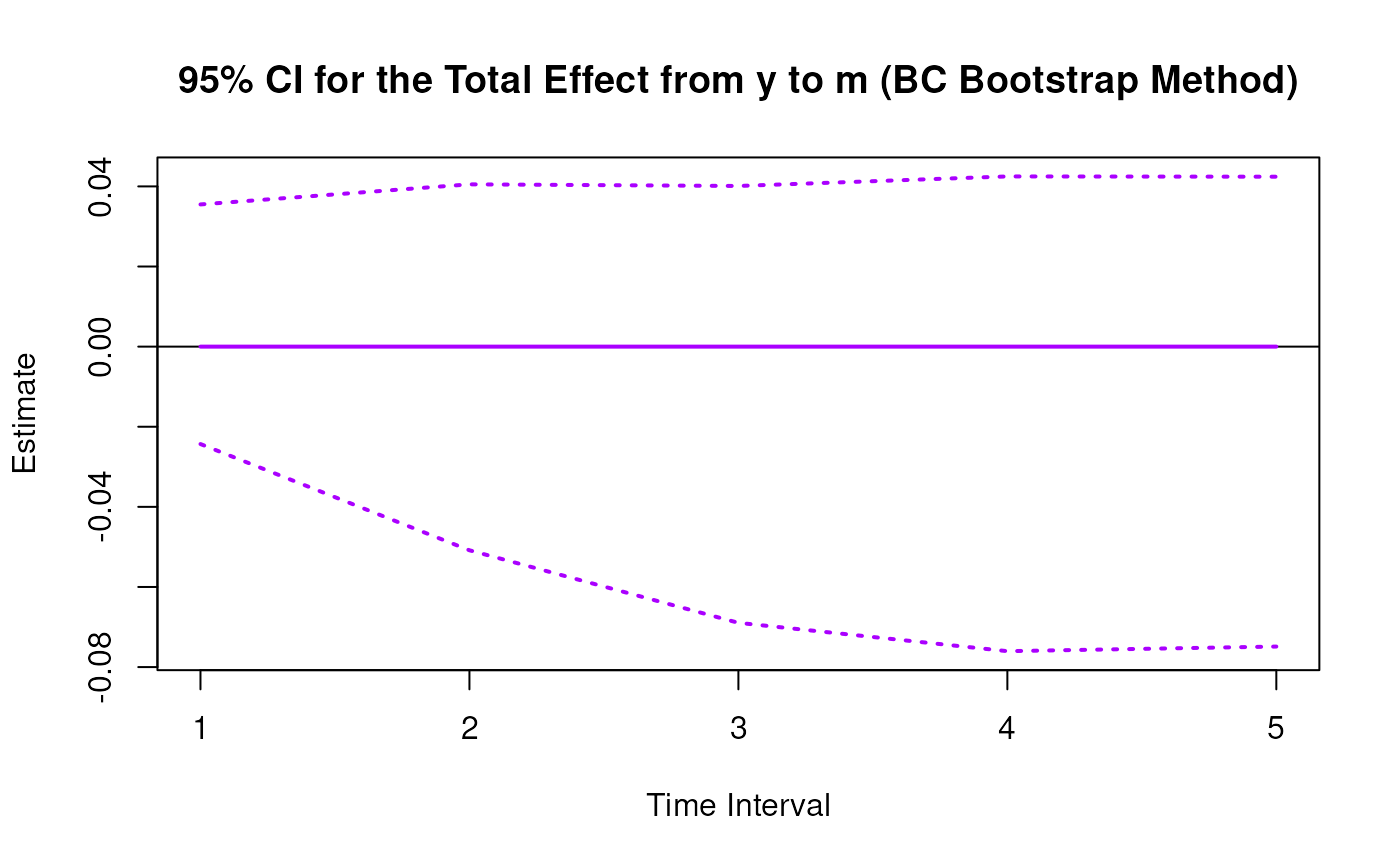 95% CI for the Total Effect from y to m (BC Bootstrap Method)
Estimate
0.04
0.00
-0.04
-0.08
1 2 3 4 5
Time Interval